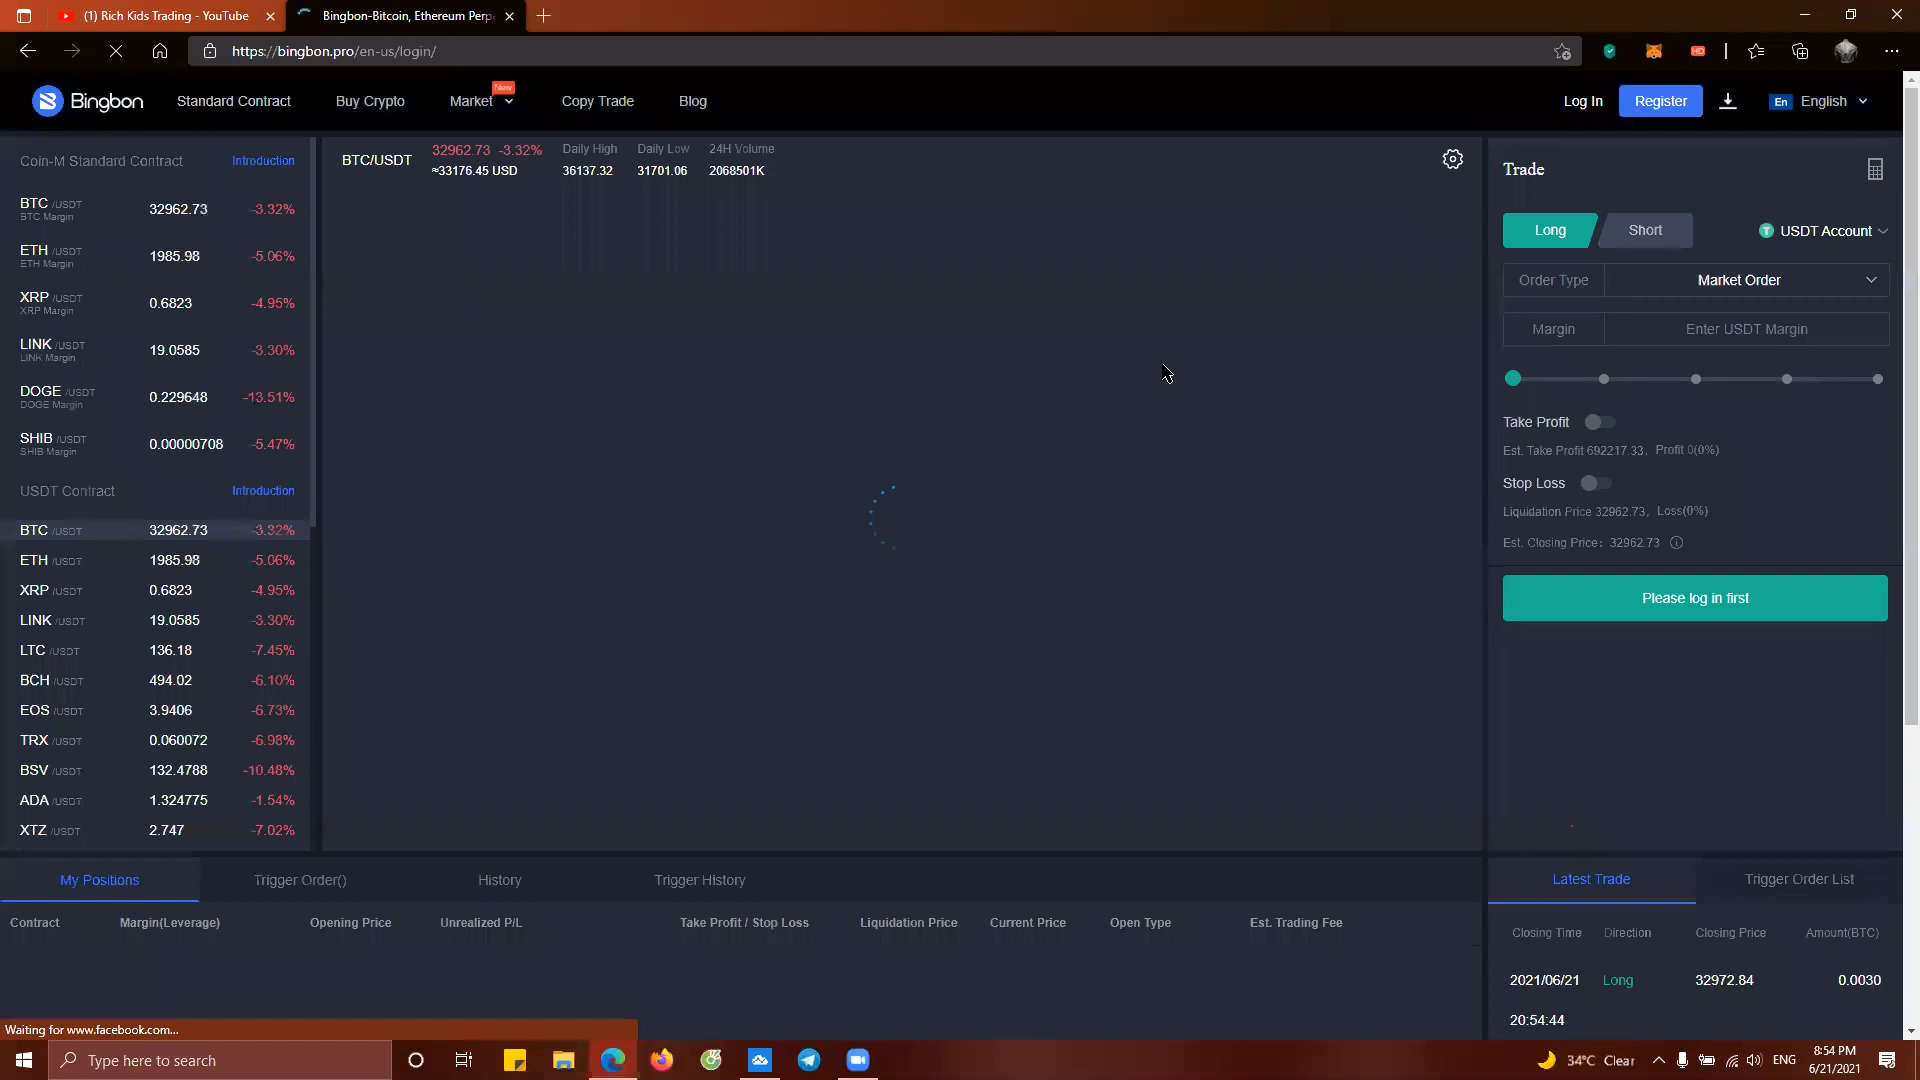 (1) Rich Kids Trading - YouTube
Bingbon-Bitcoin, Ethereum Perp
https://bingbon.pro/en-us/login/
HD
Bingbon
Standard Contract
Buy Crypto
Market
New
Copy Trade
Blog
Log In
Register
En English
Coin-M Standard Contract Introduction
BTC /USDT 32962.73 -3.32%
BTC Margin
ETH /USDT 1985.98 -5.06%
ETH Margin
XRP /USDT 0.6823 -4.95%
XRP Margin
LINK /USDT 19.0585 -3.30%
LINK Margin
DOGE /USDT 0.229648 -13.51%
DOGE Margin
SHIB /USDT 0.00000708 -5.47%
SHIB Margin
USDT Contract Introduction
BTC /USDT 32962.73 -3.32%
ETH /USDT 1985.98 -5.06%
XRP /USDT 0.6823 -4.95%
LINK /USDT 19.0585 -3.30%
LTC /USDT 136.18 -7.45%
BCH /USDT 494.02 -6.10%
EOS /USDT 3.9406 -6.73%
TRX /USDT 0.060072 -6.98%
BSV /USDT 132.4788 -10.48%
ADA /USDT 1.324775 -1.54%
XTZ /USDT 2.747 -7.02%
BTC/USDT
32962.73 -3.32%
≈33176.45 USD
Daily High
36137.32
Daily Low
31701.06
24H Volume
2068501K
Trade
Long
Short
USDT Account
Order Type Market Order
Margin Enter USDT Margin
Take Profit
Est. Take Profit 692217.33, Profit 0(0%)
Stop Loss
Liquidation Price 32962.73, Loss(0%)
Est. Closing Price: 32962.73
Please log in first
My Positions
Trigger Order()
History
Trigger History
Contract Margin(Leverage) Opening Price Unrealized P/L Take Profit / Stop Loss Liquidation Price Current Price Open Type Est. Trading Fee
Latest Trade
Trigger Order List
Closing Time Direction Closing Price Amount(BTC)
2021/06/21 Long 32972.84 0.0030
20:54:44
Waiting for www.facebook.com...
Type here to search
34°C Clear
ENG
8:54 PM
6/21/2021